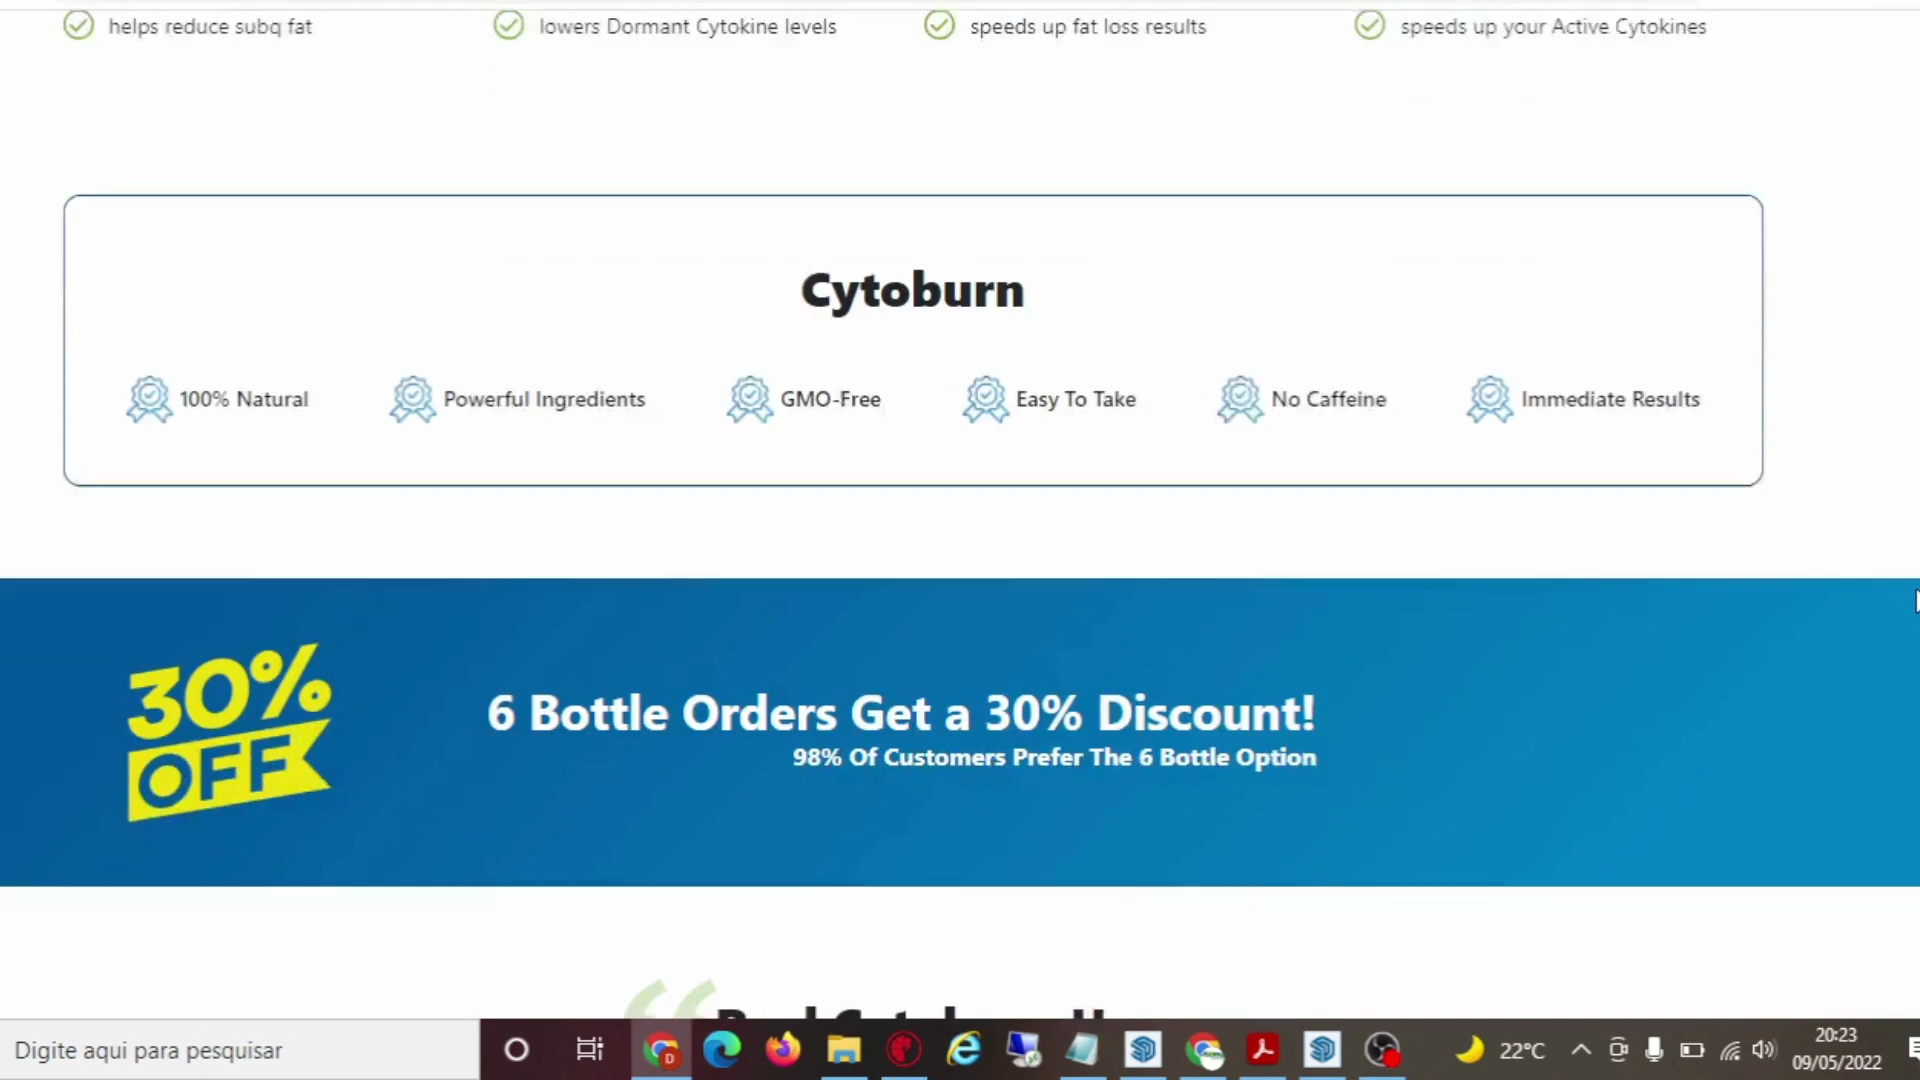 helps reduce subq fat
lowers Dormant Cytokine levels
speeds up fat loss results
speeds up your Active Cytokines
Cytoburn
100% Natural
Powerful Ingredients
GMO-Free
Easy To Take
No Caffeine
Immediate Results
30%
OFF
6 Bottle Orders Get a 30% Discount!
98% Of Customers Prefer The 6 Bottle Option
Digite aqui para pesquisar
22°C
20:23
09/05/2022